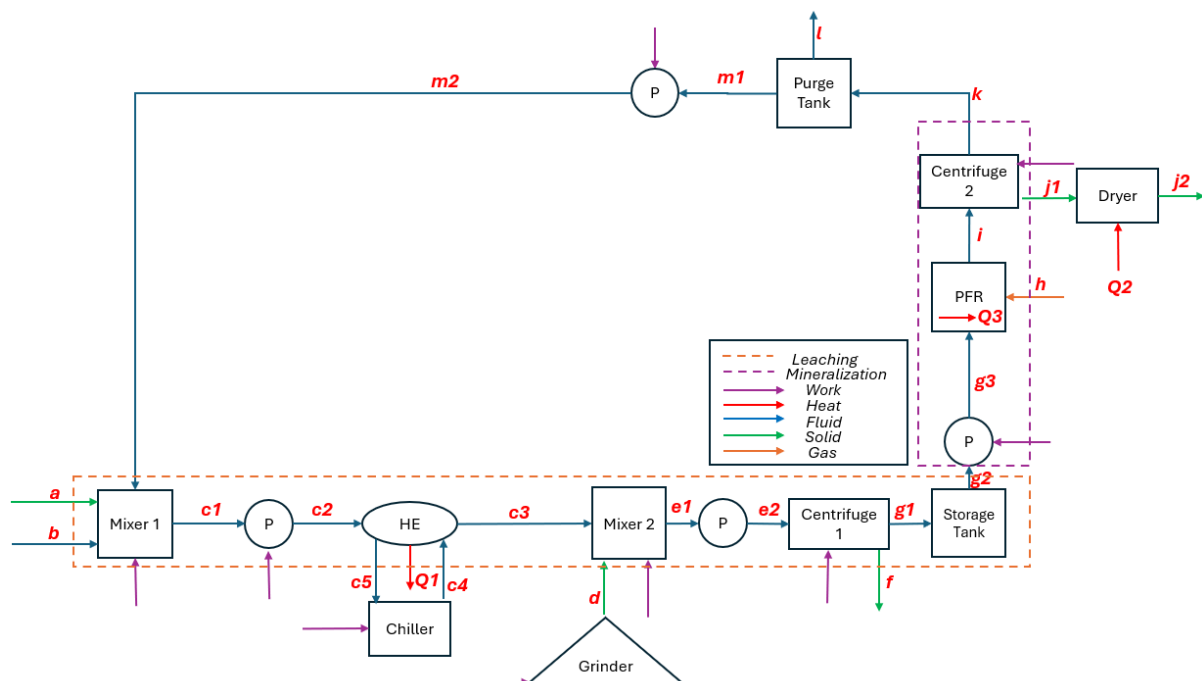 l
P
m2
m1
Purge
Tank
k
Centrifuge
2
j1
Dryer
j2
i
Q2
PFR
Q3
h
g3
Leaching
Mineralization
Work
Heat
Fluid
Solid
Gas
P
g2
a
b
Mixer 1
c1
P
c2
HE
c3
Mixer 2
e1
P
e2
Centrifuge
1
g1
Storage
Tank
c5
Q1
c4
d
f
Chiller
Grinder